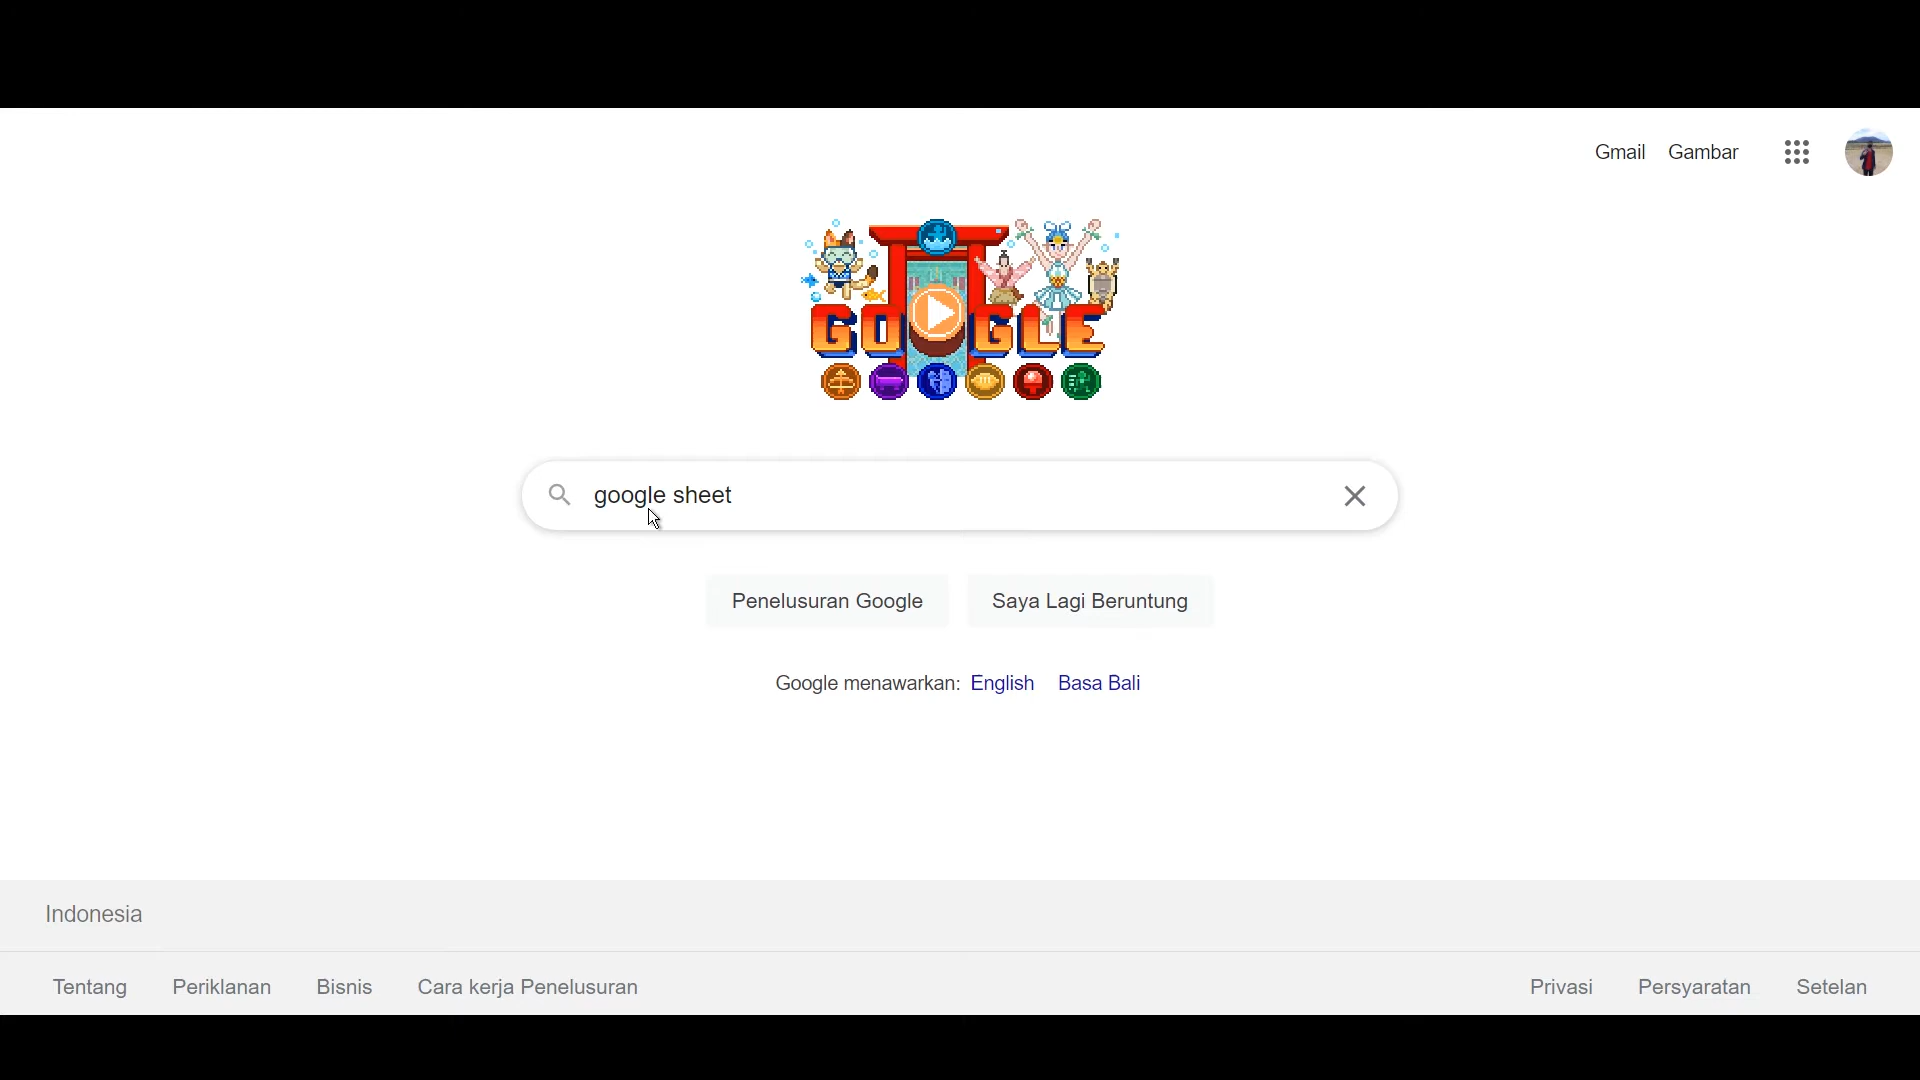 Gmail Gambar
GOOGLE
google sheet
Penelusuran Google Saya Lagi Beruntung
Google menawarkan: English Basa Bali
Indonesia
Tentang Periklanan Bisnis Cara kerja Penelusuran Privasi Persyaratan Setelan